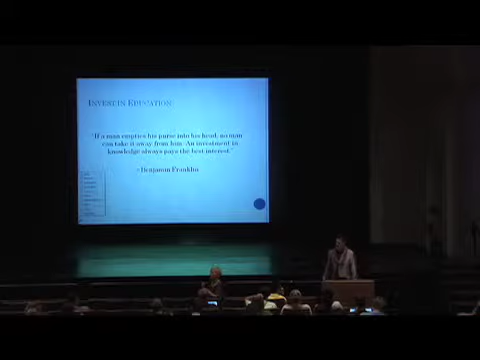 INVEST IN EDUCATION
"If a man empties his purse into his head, no man
can take it away from him. An investment in
knowledge always pays the best interest."
- Benjamin Franklin